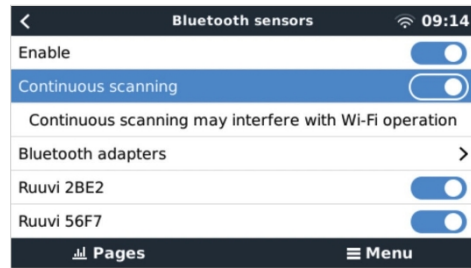 Bluetooth sensors 09:14
Enable
Continuous scanning
Continuous scanning may interfere with Wi-Fi operation
Bluetooth adapters
Ruuvi 2BE2
Ruuvi 56F7
Pages Menu